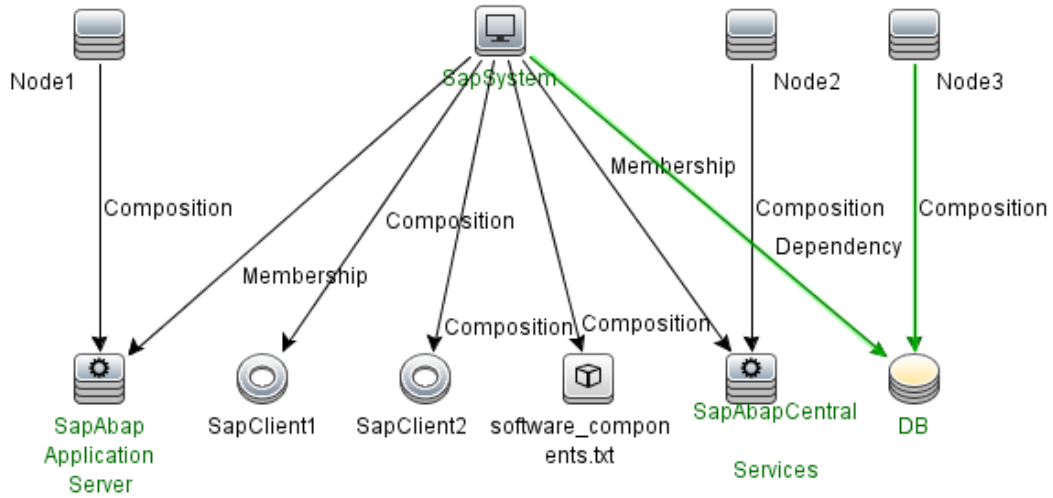 Node1
SapSystem
Node2
Node3
Membership
Composition
Composition
Composition
Composition
Dependency
Membership
Composition
Composition
SapAbap
Application
Server
SapClient1
SapClient2
software_compon
ents.txt
SapAbapCentral
Services
DB